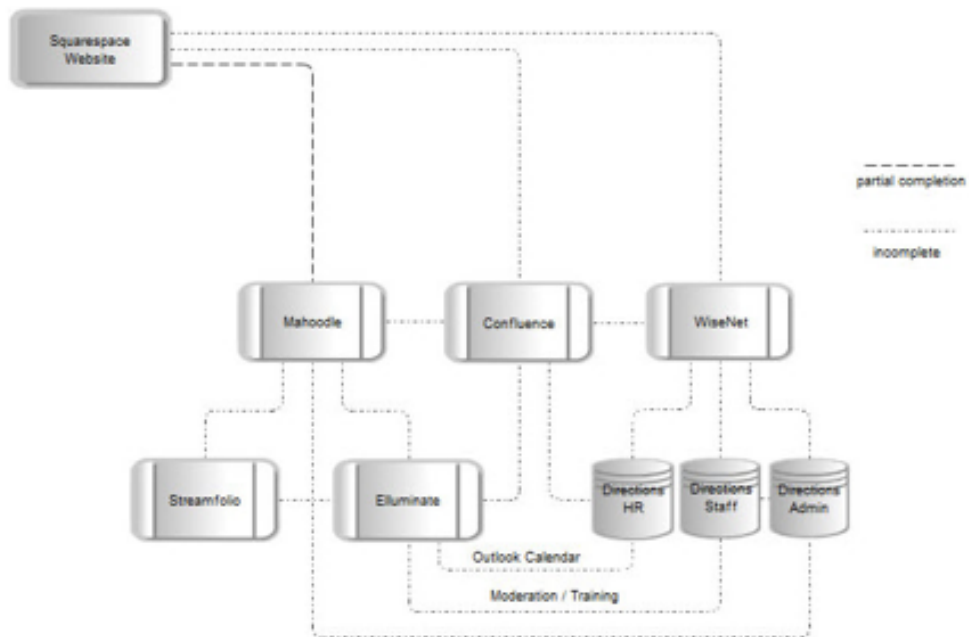 Squarespace
Website
partial completion
incomplete
Mahoodle
Confluence
WiseNet
Streamfolio
Elluminate
Directions
HR
Directions
Staff
Directions
Admin
Outlook Calendar
Moderation / Training